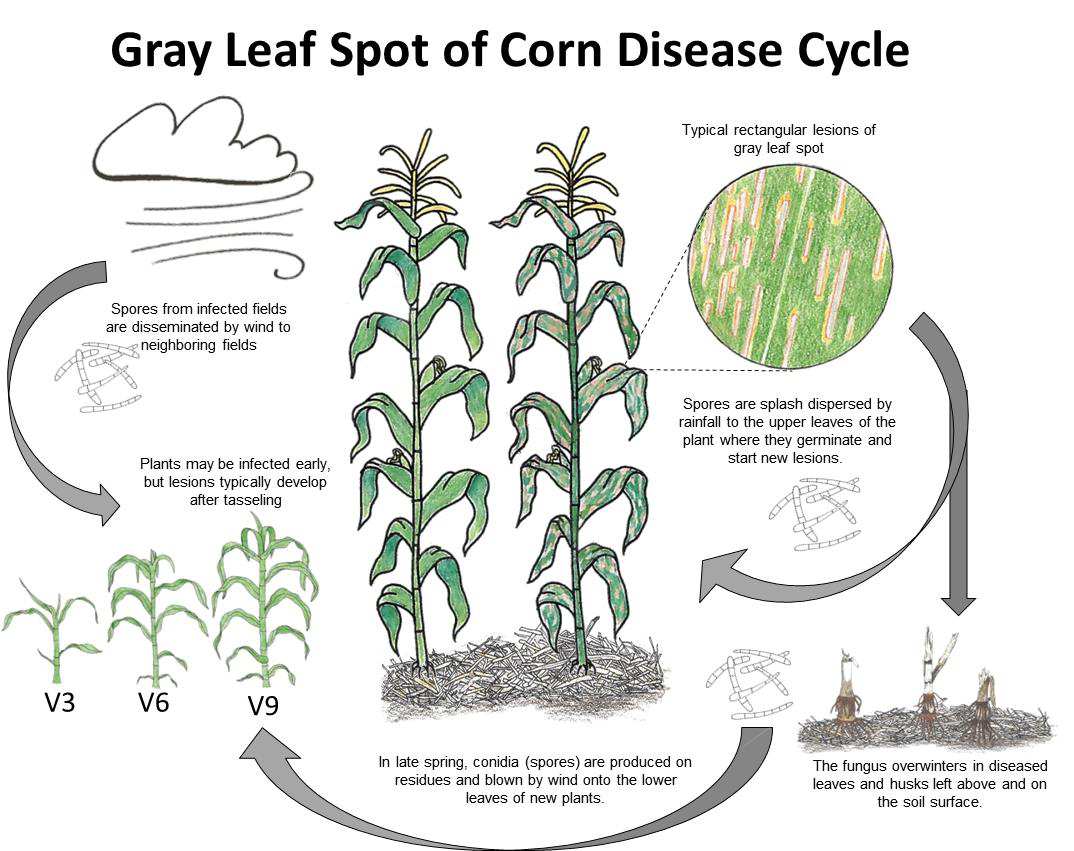 Gray Leaf Spot of Corn Disease Cycle
Typical rectangular lesions of
gray leaf spot
Spores from infected fields
are disseminated by wind to
neighboring fields
Spores are splash dispersed by
rainfall to the upper leaves of the
plant where they germinate and
start new lesions.
Plants may be infected early,
but lesions typically develop
after tasseling
V3
V6
V9
In late spring, conidia (spores) are produced on
residues and blown by wind onto the lower
leaves of new plants.
The fungus overwinters in diseased
leaves and husks left above and on
the soil surface.